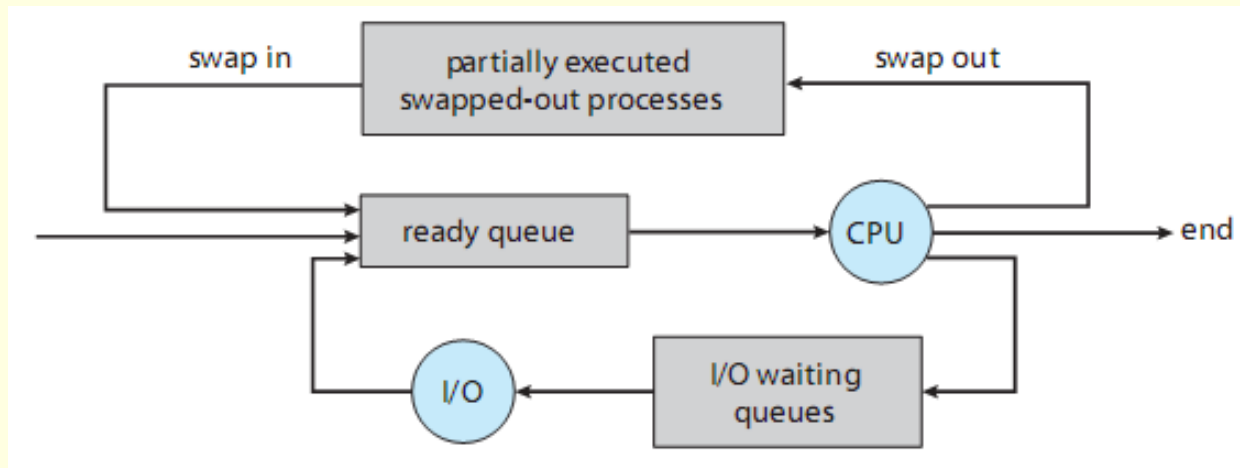 swap in
partially executed
swapped-out processes
swap out
ready queue
CPU
end
I/O
I/O waiting
queues